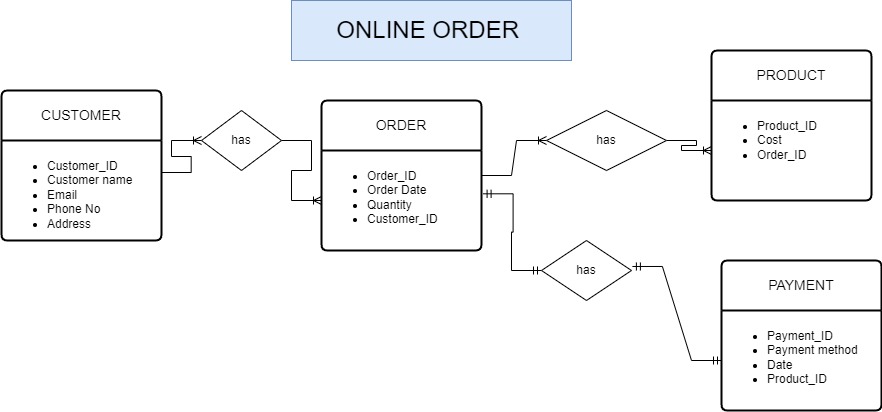 ONLINE ORDER
CUSTOMER
Customer_ID
Customer name
Email
Phone No
Address
has
ORDER
Order_ID
Order Date
Quantity
Customer_ID
has
PRODUCT
Product_ID
Cost
Order_ID
has
PAYMENT
Payment_ID
Payment method
Date
Product_ID